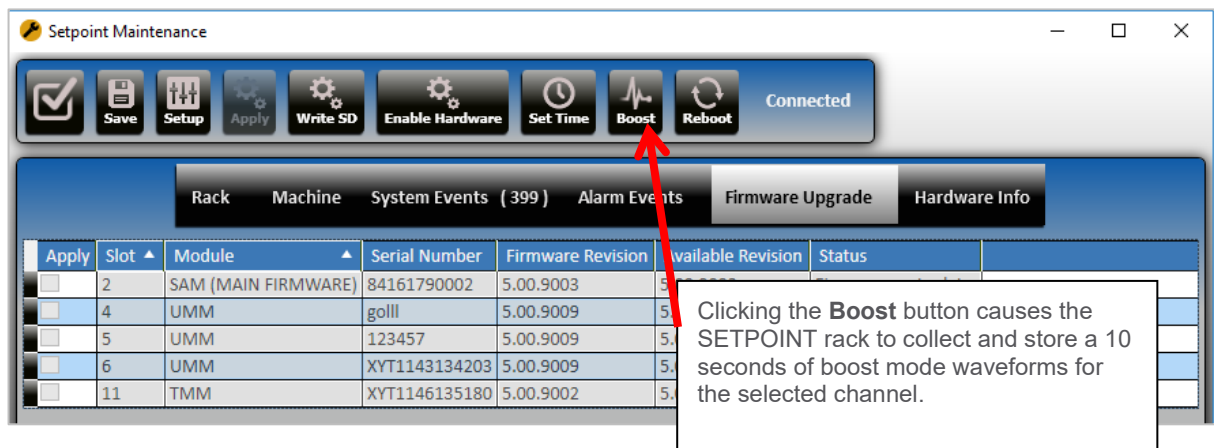 Setpoint Maintenance
Save Setup Apply Write SD Enable Hardware Set Time Boost Reboot Connected
Rack Machine System Events ( 399 ) Alarm Events Firmware Upgrade Hardware Info
Apply Slot Module Serial Number Firmware Revision Available Revision Status
2 SAM (MAIN FIRMWARE) 84161790002 5.00.9003
4 UMM golll 5.00.9009
5 UMM 123457 5.00.9009
6 UMM XYT1143134203 5.00.9009
11 TMM XYT1146135180 5.00.9002
Clicking the Boost button causes the
SETPOINT rack to collect and store a 10
seconds of boost mode waveforms for
the selected channel.